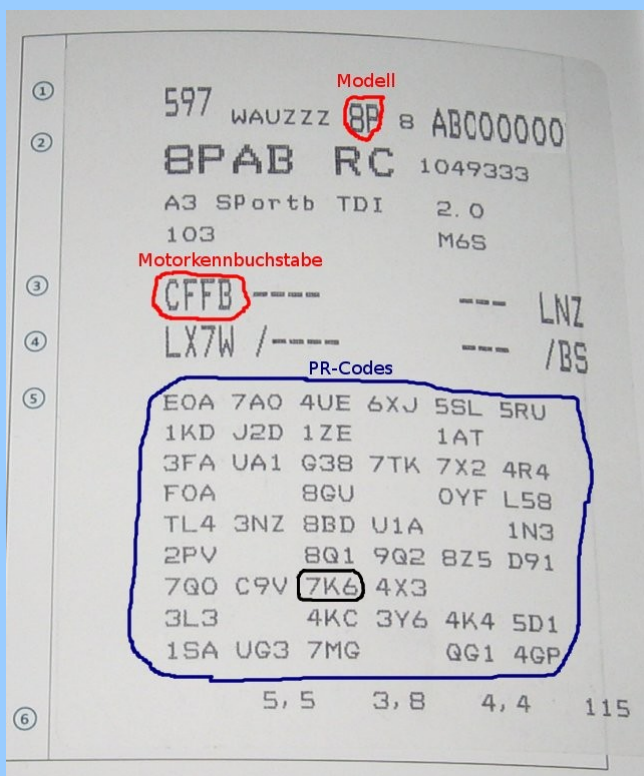 Modell
① 597 WAUZZZ 8P 8 ABC00000
② 8PAB RC 1049333
A3 SPortb TDI 2.0
103 M6S
Motorkennbuchstabe
③ CFFB ---- --- LNZ
④ LX7W /---- --- /BS
PR-Codes
⑤ E0A 7A0 4UE 6XJ 5SL 5RU
1KD J2D 1ZE 1AT
3FA UA1 G38 7TK 7X2 4R4
F0A 8GU 0YF L58
TL4 3NZ 8BD U1A 1N3
2PV 8Q1 9Q2 8Z5 D91
7Q0 C9V 7K6 4X3
3L3 4KC 3Y6 4K4 5D1
1SA UG3 7MG QG1 4GP
⑥ 5,5 3,8 4,4 115